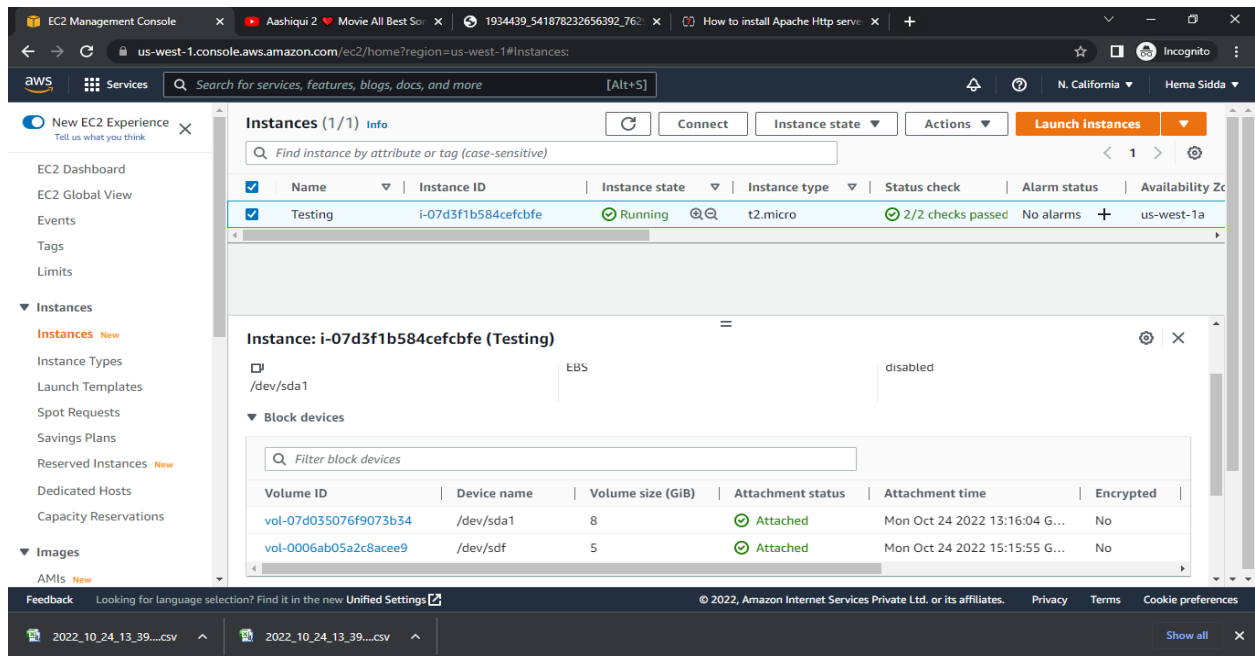 EC2 Management Console
Aashiqui 2 ❤ Movie All Best Son
1934439_541878232656392_762
How to install Apache Http serve
us-west-1.console.aws.amazon.com/ec2/home?region=us-west-1#Instances:
Incognito
aws
Services
Search for services, features, blogs, docs, and more
[Alt+S]
N. California ▼
Hema Sidda ▼
New EC2 Experience
Tell us what you think
EC2 Dashboard
EC2 Global View
Events
Tags
Limits
▼ Instances
Instances New
Instance Types
Launch Templates
Spot Requests
Savings Plans
Reserved Instances New
Dedicated Hosts
Capacity Reservations
▼ Images
AMIs New
Instances (1/1) Info
Connect
Instance state ▼
Actions ▼
Launch instances ▼
Find instance by attribute or tag (case-sensitive)
< 1 >
Name Instance ID Instance state Instance type Status check Alarm status Availability Zo
Testing i-07d3f1b584cefcbfe Running t2.micro 2/2 checks passed No alarms + us-west-1a
Instance: i-07d3f1b584cefcbfe (Testing)
/dev/sda1
EBS
disabled
▼ Block devices
Filter block devices
Volume ID Device name Volume size (GiB) Attachment status Attachment time Encrypted
vol-07d035076f9073b34 /dev/sda1 8 Attached Mon Oct 24 2022 13:16:04 G... No
vol-0006ab05a2c8acee9 /dev/sdf 5 Attached Mon Oct 24 2022 15:15:55 G... No
Feedback Looking for language selection? Find it in the new Unified Settings
© 2022, Amazon Internet Services Private Ltd. or its affiliates. Privacy Terms Cookie preferences
2022_10_24_13_39....csv
2022_10_24_13_39....csv
Show all